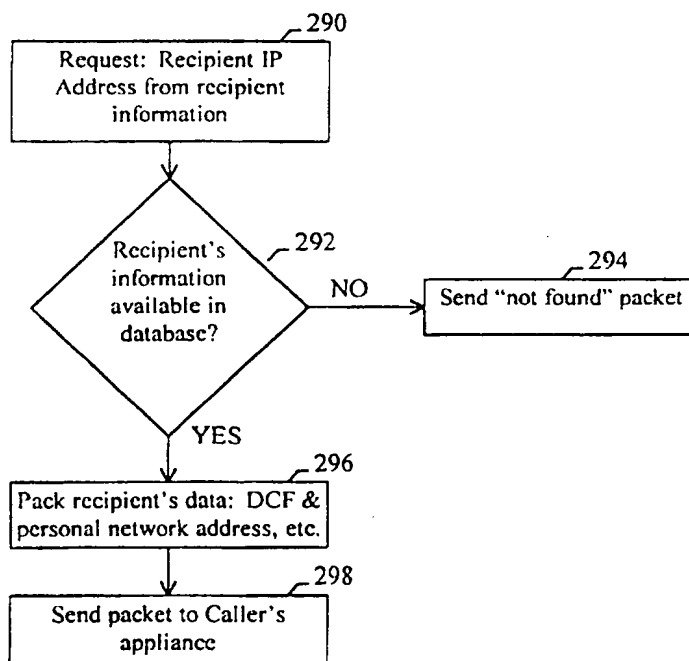 290
Request: Recipient IP
Address from recipient
information
292
Recipient's
information
available in
database?
NO
294
Send "not found" packet
YES
296
Pack recipient's data: DCF &
personal network address, etc.
298
Send packet to Caller's
appliance